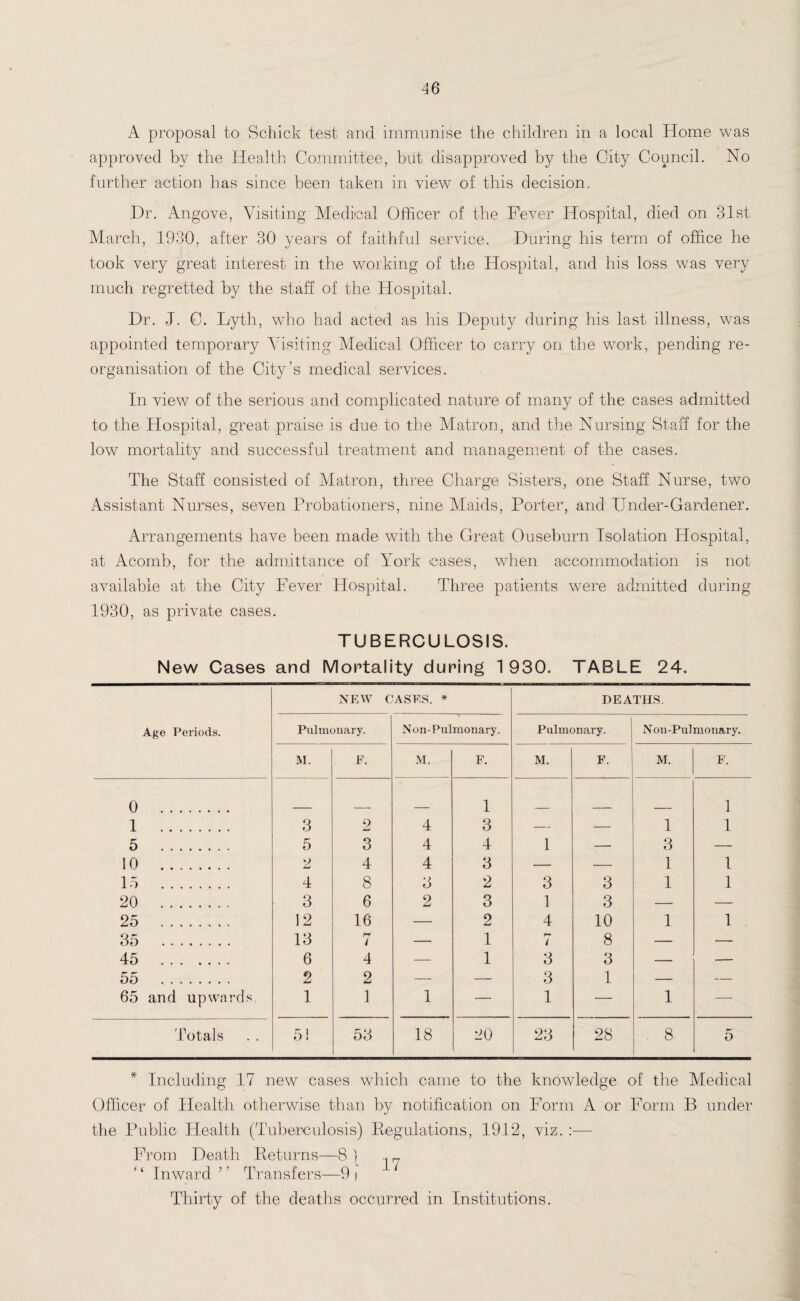 46
A proposal to Schick test and immunise the children in a local Home was
approved by the Health Committee, but disapproved by the City Council. No
further action has since been taken in view of this decision.
Dr. Angove, Visiting Medical Officer of the Fever Hospital, died on 31st
March, 1930, after 30 years of faithful service. During his term of office he
took very great interest in the working of the Hospital, and his loss was very
much regretted by the staff of the Hospital.
Dr. J. C. Lyth, who had acted as his Deputy during his last illness, was
appointed temporary Visiting Medical Officer to carry on the work, pending re-
organisation of the City's medical services.
In view of the serious and complicated nature of many of the cases admitted
to the Hospital, great praise is due to the Matron, and the Nursing Staff for the
low mortality and successful treatment and management of the cases.
The Staff consisted of Matron, three Charge Sisters, one Staff Nurse, two
Assistant Nurses, seven Probationers, nine Maids, Porter, and Under-Gardener.
Arrangements have been made with the Great Ouseburn Isolation Hospital,
at Acomb, for the admittance of York cases, when accommodation is not
available at the City Fever Hospital. Three patients were admitted during
1930, as private cases.
TUBERCULOSIS.
New Cases and Mortality during 1930. TABLE 24.
Age Periods. NEW CASES. * DEATHS.
Pulmonary. Non-Pulmonary. Pulmonary. Non-Pulmonary.
M. F. M. F. M. F. M. F.
0 ........ — — — 1 — — — 1
1 ........ 3 2 4 3 — — 1 1
5 ........ 5 3 4 4 1 — 3 —
10 ........ 2 4 4 3 — — 1 1
15 ........ 4 8 3 2 3 3 1 1
20 ........ 3 6 2 3 1 3 — —
25 ........ 12 16 — 2 4 10 1 1
35 ........ 13 7 — 1 7 8 — —
45 ........ 6 4 — 1 3 3 — —
55 ........ 2 2 — — 3 1 — —
65 and upwards. 1 1 1 — 1 — 1 —
Totals . . 51 53 18 20 23 28 8 5
* Including 17 new cases which came to the knowledge of the Medical
Officer of Health otherwise than by notification on Form A or Form B under
the Public Health (Tuberculosis) Regulations, 1912, viz. :—
From Death Returns—8 }
17
“ Inward ” Transfers—9 }
Thirty of the deaths occurred in Institutions.